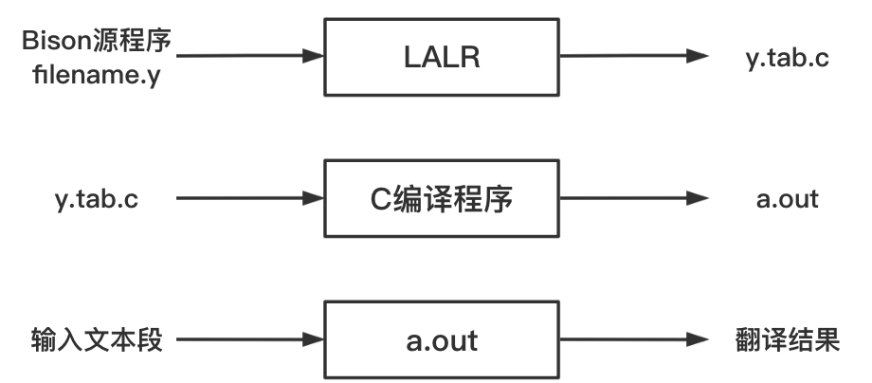 Bison源程序
filename.y
LALR
y.tab.c
y.tab.c
C编译程序
a.out
输入文本段
a.out
翻译结果